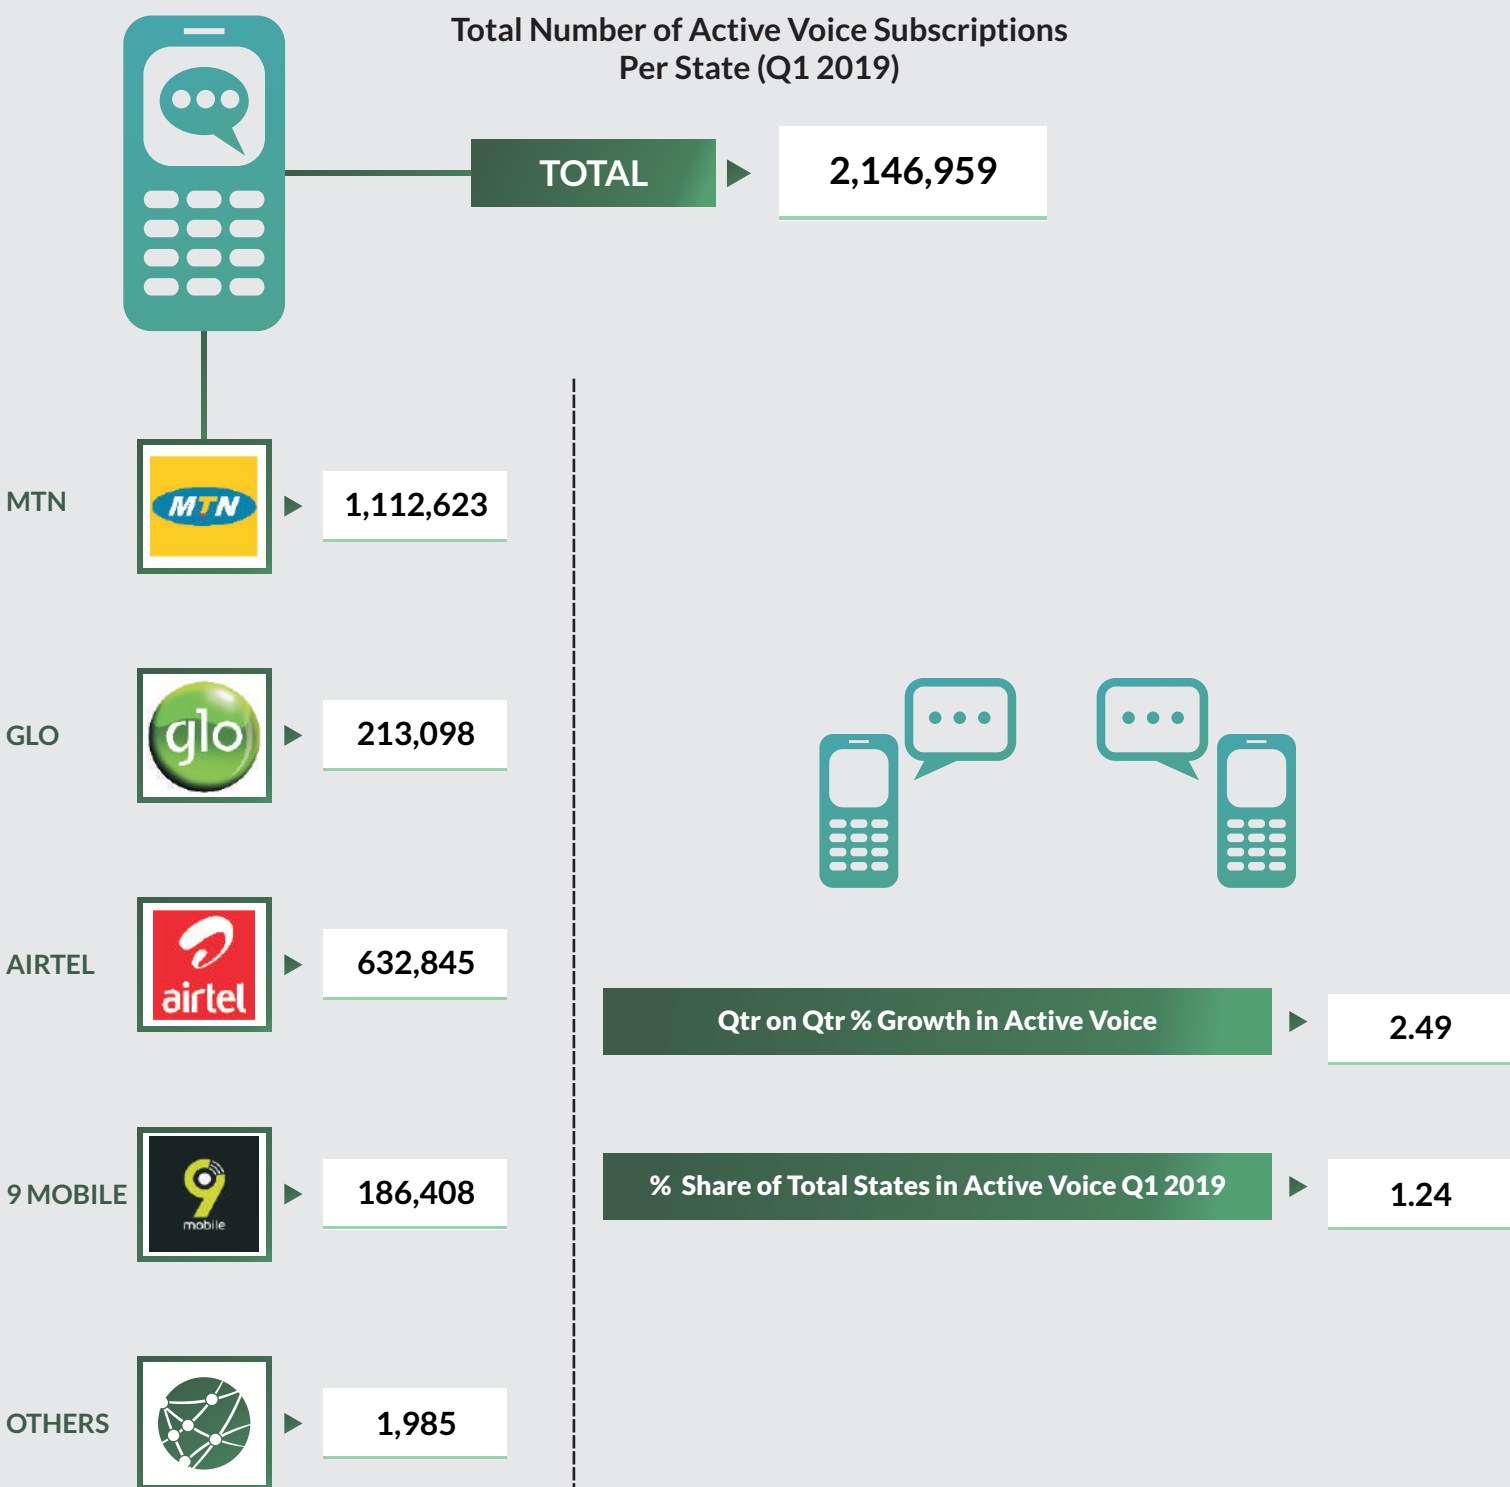 Total Number of Active Voice Subscriptions
Per State (Q1 2019)
TOTAL
2,146,959
MTN
MTN
1,112,623
GLO
glo
213,098
AIRTEL
airtel
632,845
9 MOBILE
9
mobile
186,408
OTHERS
1,985
Qtr on Qtr % Growth in Active Voice
2.49
% Share of Total States in Active Voice Q1 2019
1.24